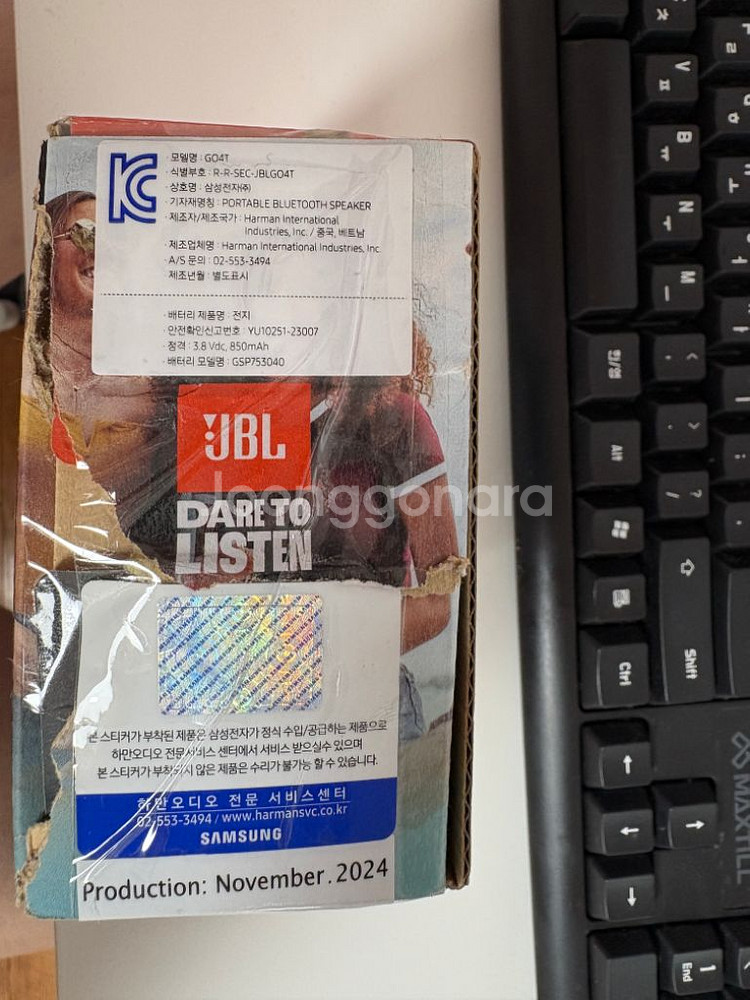 KC
모델명 : GO4T
식별부호 : R-R-SEC-JBLGO4T
상호명 : 삼성전자㈜
기자재명칭 : PORTABLE BLUETOOTH SPEAKER
제조자/제조국가 : Harman International
Industries, Inc. / 중국, 베트남
제조업체명 : Harman International Industries, Inc.
A/S 문의 : 02-553-3494
제조년월 : 별도표시
배터리 제품명 : 전지
안전확인신고번호 : YU10251-23007
정격 : 3.8 Vdc, 850mAh
배터리 모델명 : GSP753040
JBL
Joonggonara
DARE TO
LISTEN
본 스티커가 부착된 제품은 삼성전자가 정식 수입/공급하는 제품으로
하만오디오 전문서비스 센터에서 서비스 받으실수 있으며
본 스티커가 부착되지 않은 제품은 수리가 불가능 할 수 있습니다.
하만오디오 전문 서비스센터
02-553-3494 / www.harmansvc.co.kr
SAMSUNG
Production: November.2024
V ㅍ
B ㅠ
N ㅜ
M ㅡ
한/영
Alt
Ctrl
Shift
End 1
MAXTILL